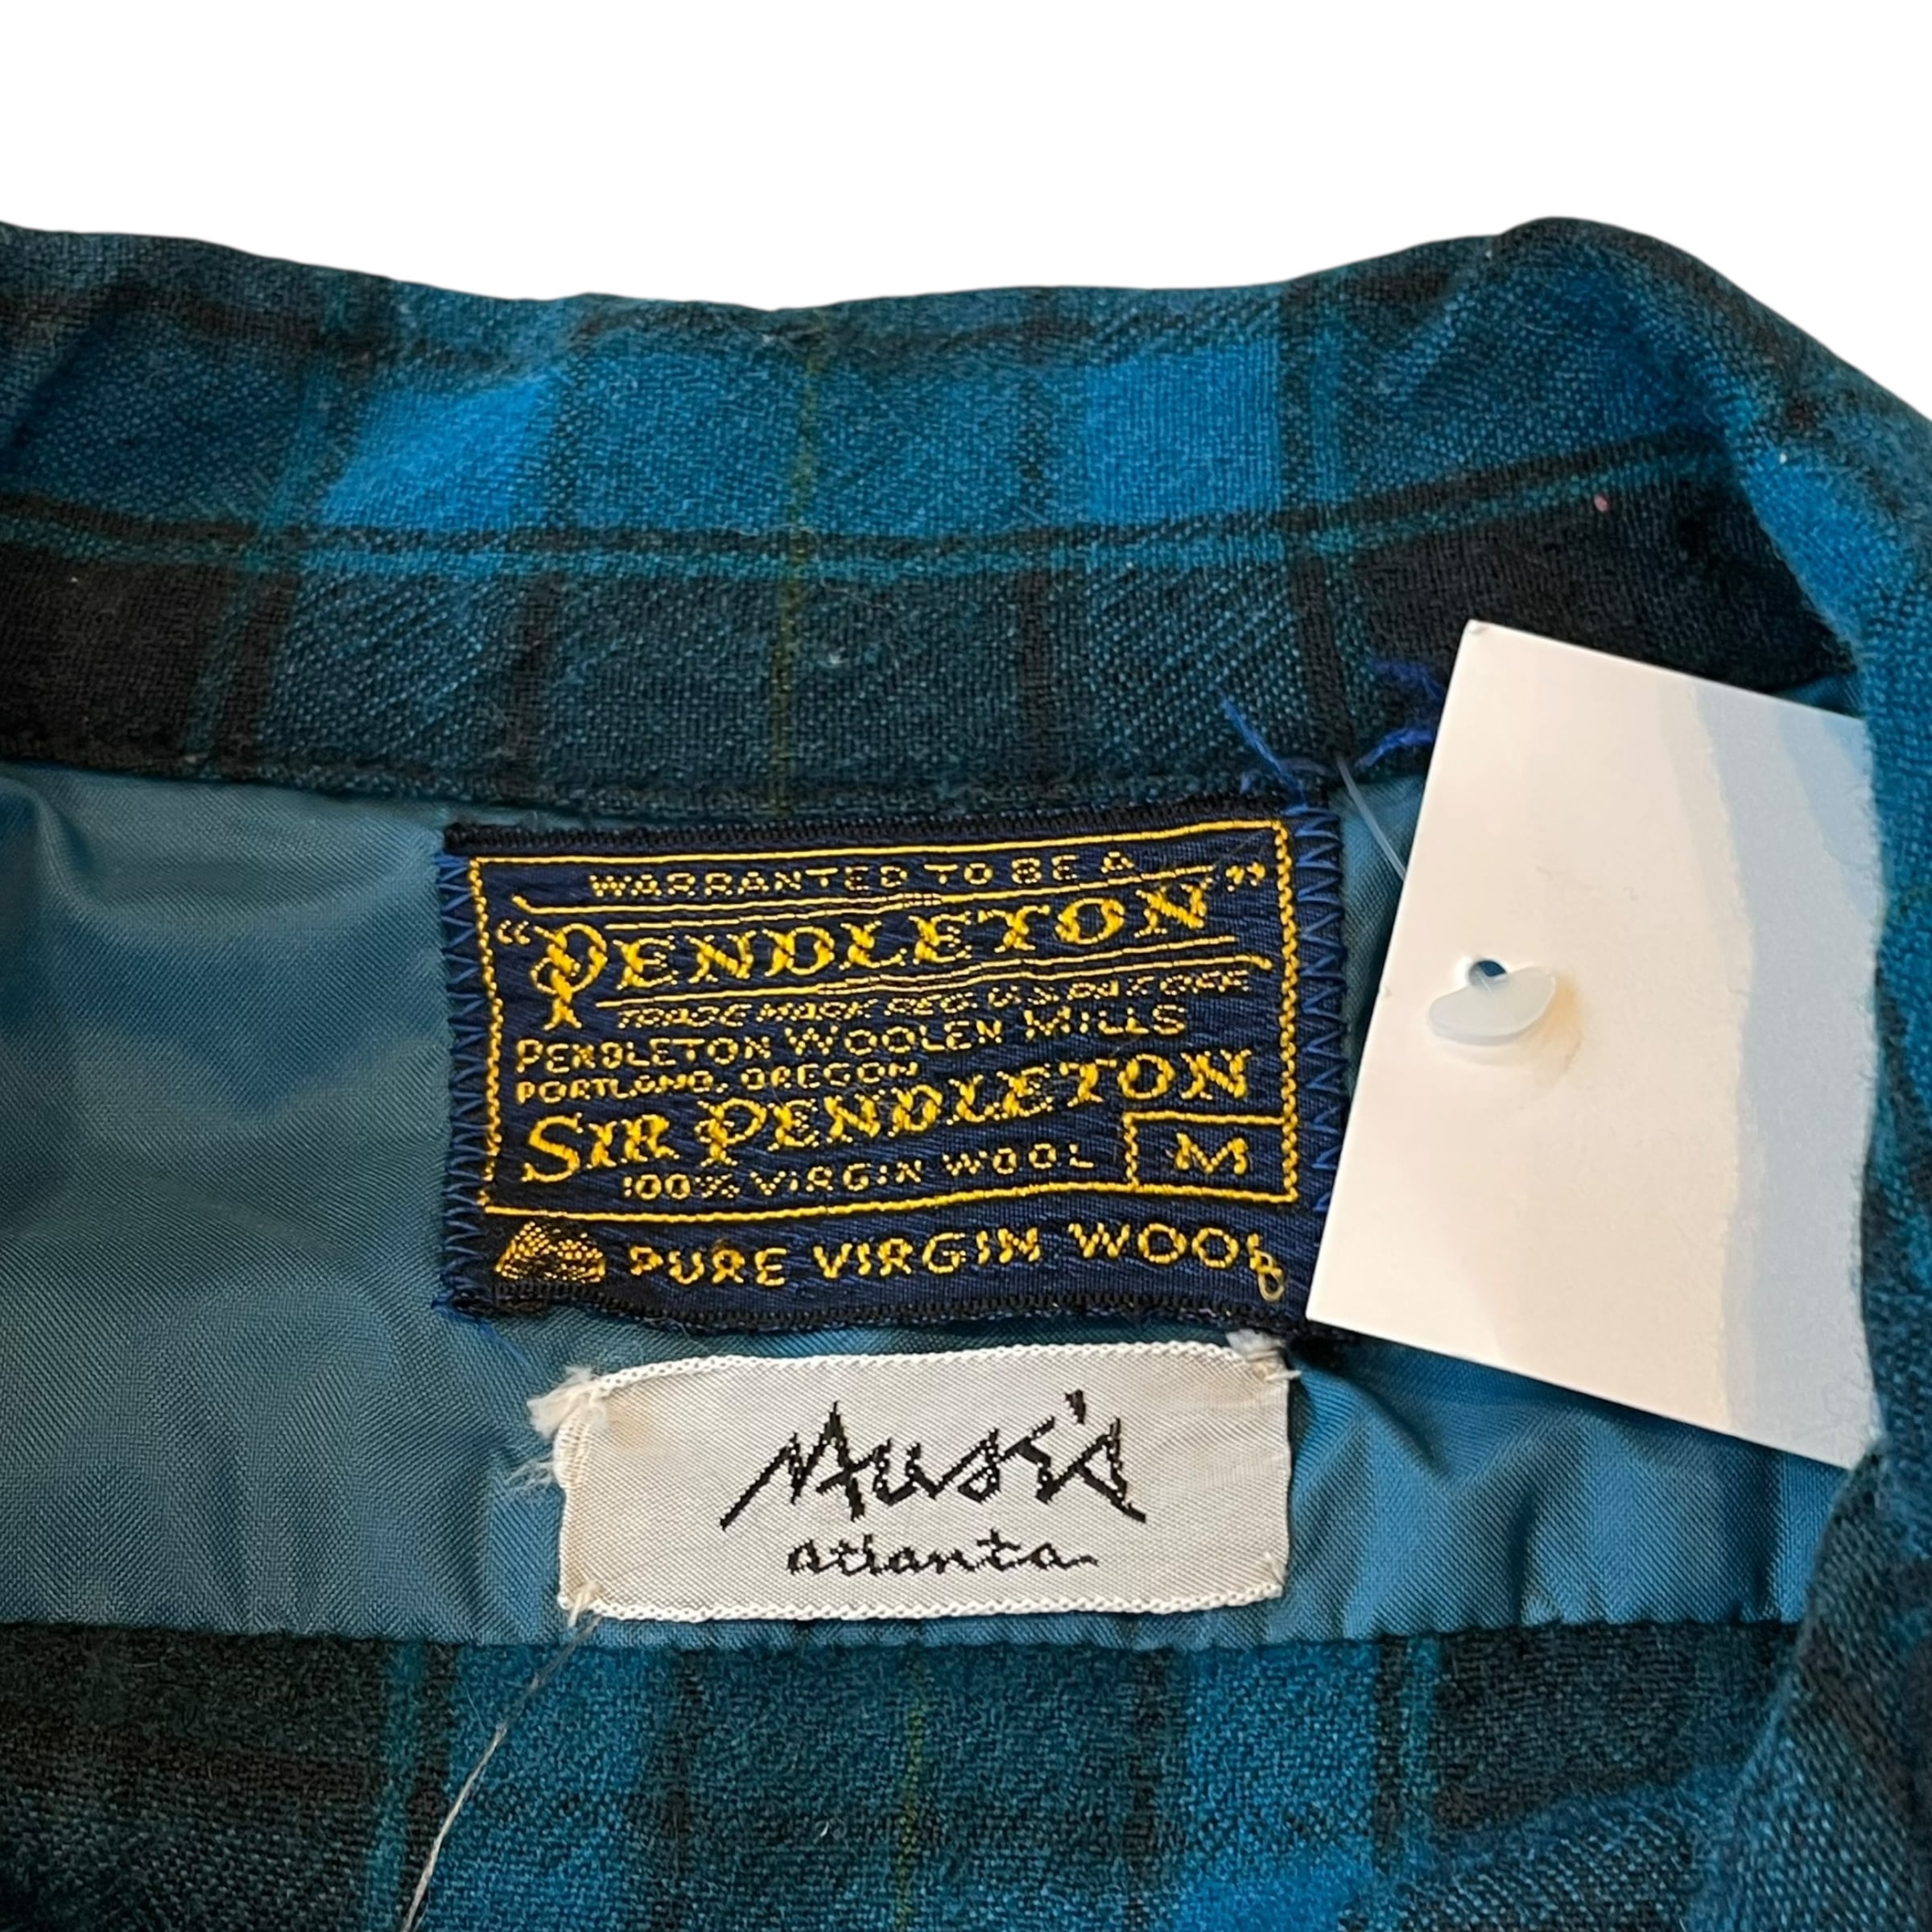 WARRANTED TO BE A
"PENDLETON"
TRADE MARK REG. U.S. PAT. OFF.
PENDLETON WOOLEN MILLS
PORTLAND, OREGON
SIR PENDLETON
100% VIRGIN WOOL M
PURE VIRGIN WOOL
Muse's
atlanta